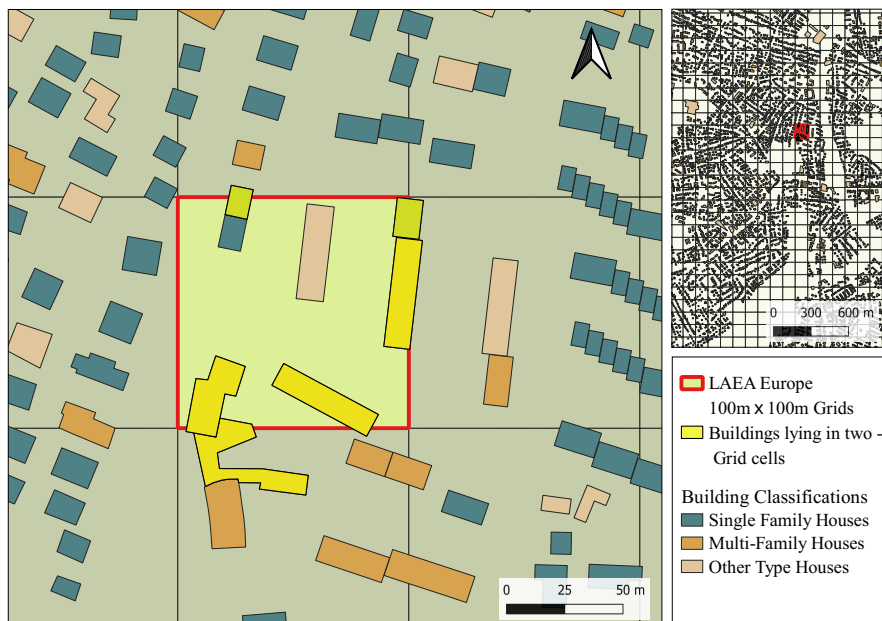 0 300 600 m
LAEA Europe
100m x 100m Grids
Buildings lying in two -
Grid cells
Building Classifications
Single Family Houses
Multi-Family Houses
Other Type Houses
0 25 50 m